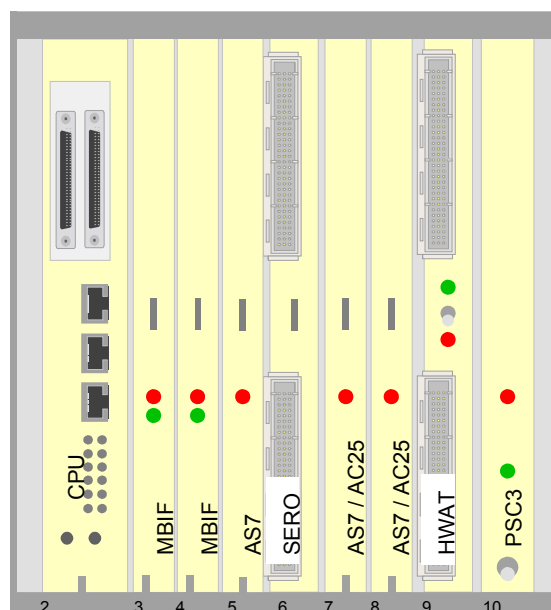 CPU
MBIF
MBIF
AS7
SERO
AS7 / AC25
AS7 / AC25
HWAT
PSC3
2 3 4 5 6 7 8 9 10